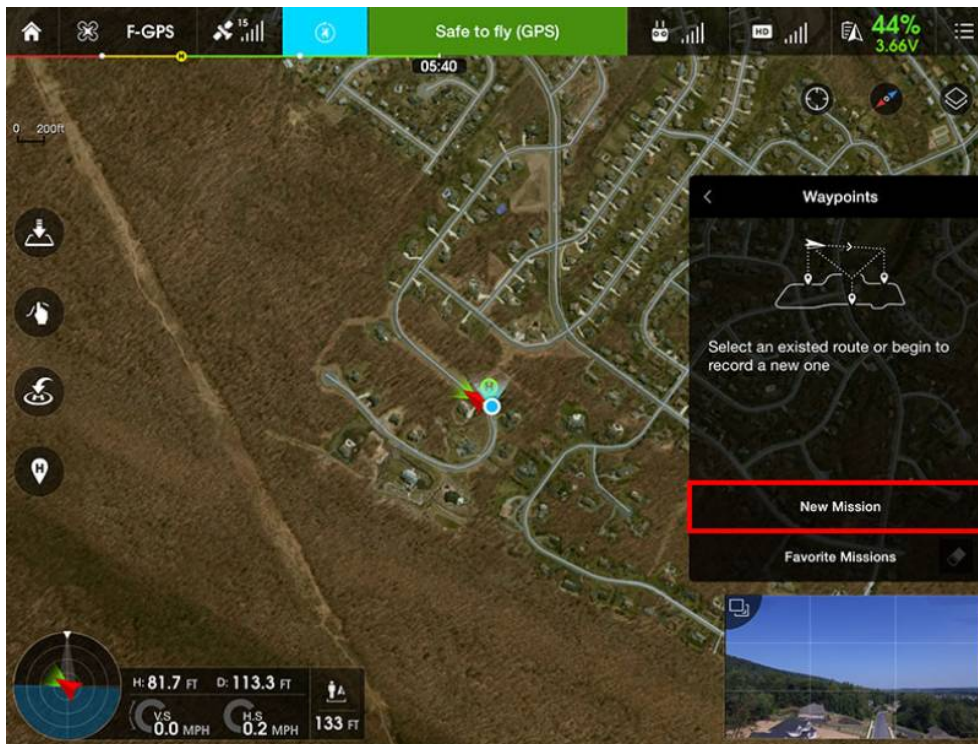 F-GPS
15
Safe to fly (GPS)
HD
44%
3.66V
H
05:40
0 200ft
Waypoints
Select an existed route or begin to
record a new one
H
H
New Mission
Favorite Missions
H: 81.7 FT D: 113.3 FT
V.S
0.0 MPH
H.S
0.2 MPH
133 FT